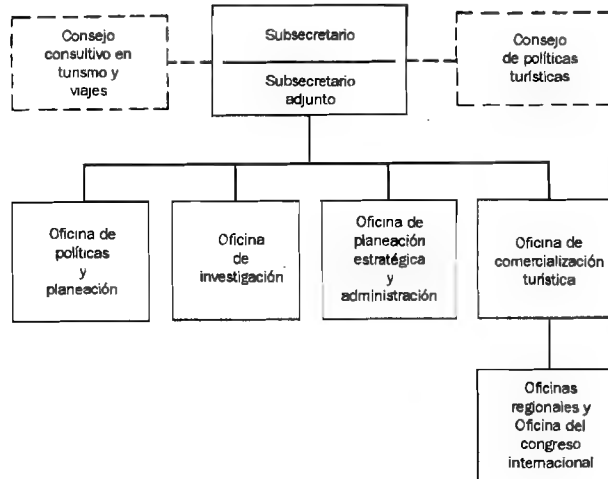 Consejo
consultivo en
turismo y
viajes
Subsecretario
Subsecretario
adjunto
Consejo
de políticas
turísticas
Oficina de
políticas
y
planeación
Oficina
de
investigación
Oficina de
planeación
estratégica
y
administración
Oficina de
comercialización
turística
Oficinas
regionales y
Oficina del
congreso
internacional